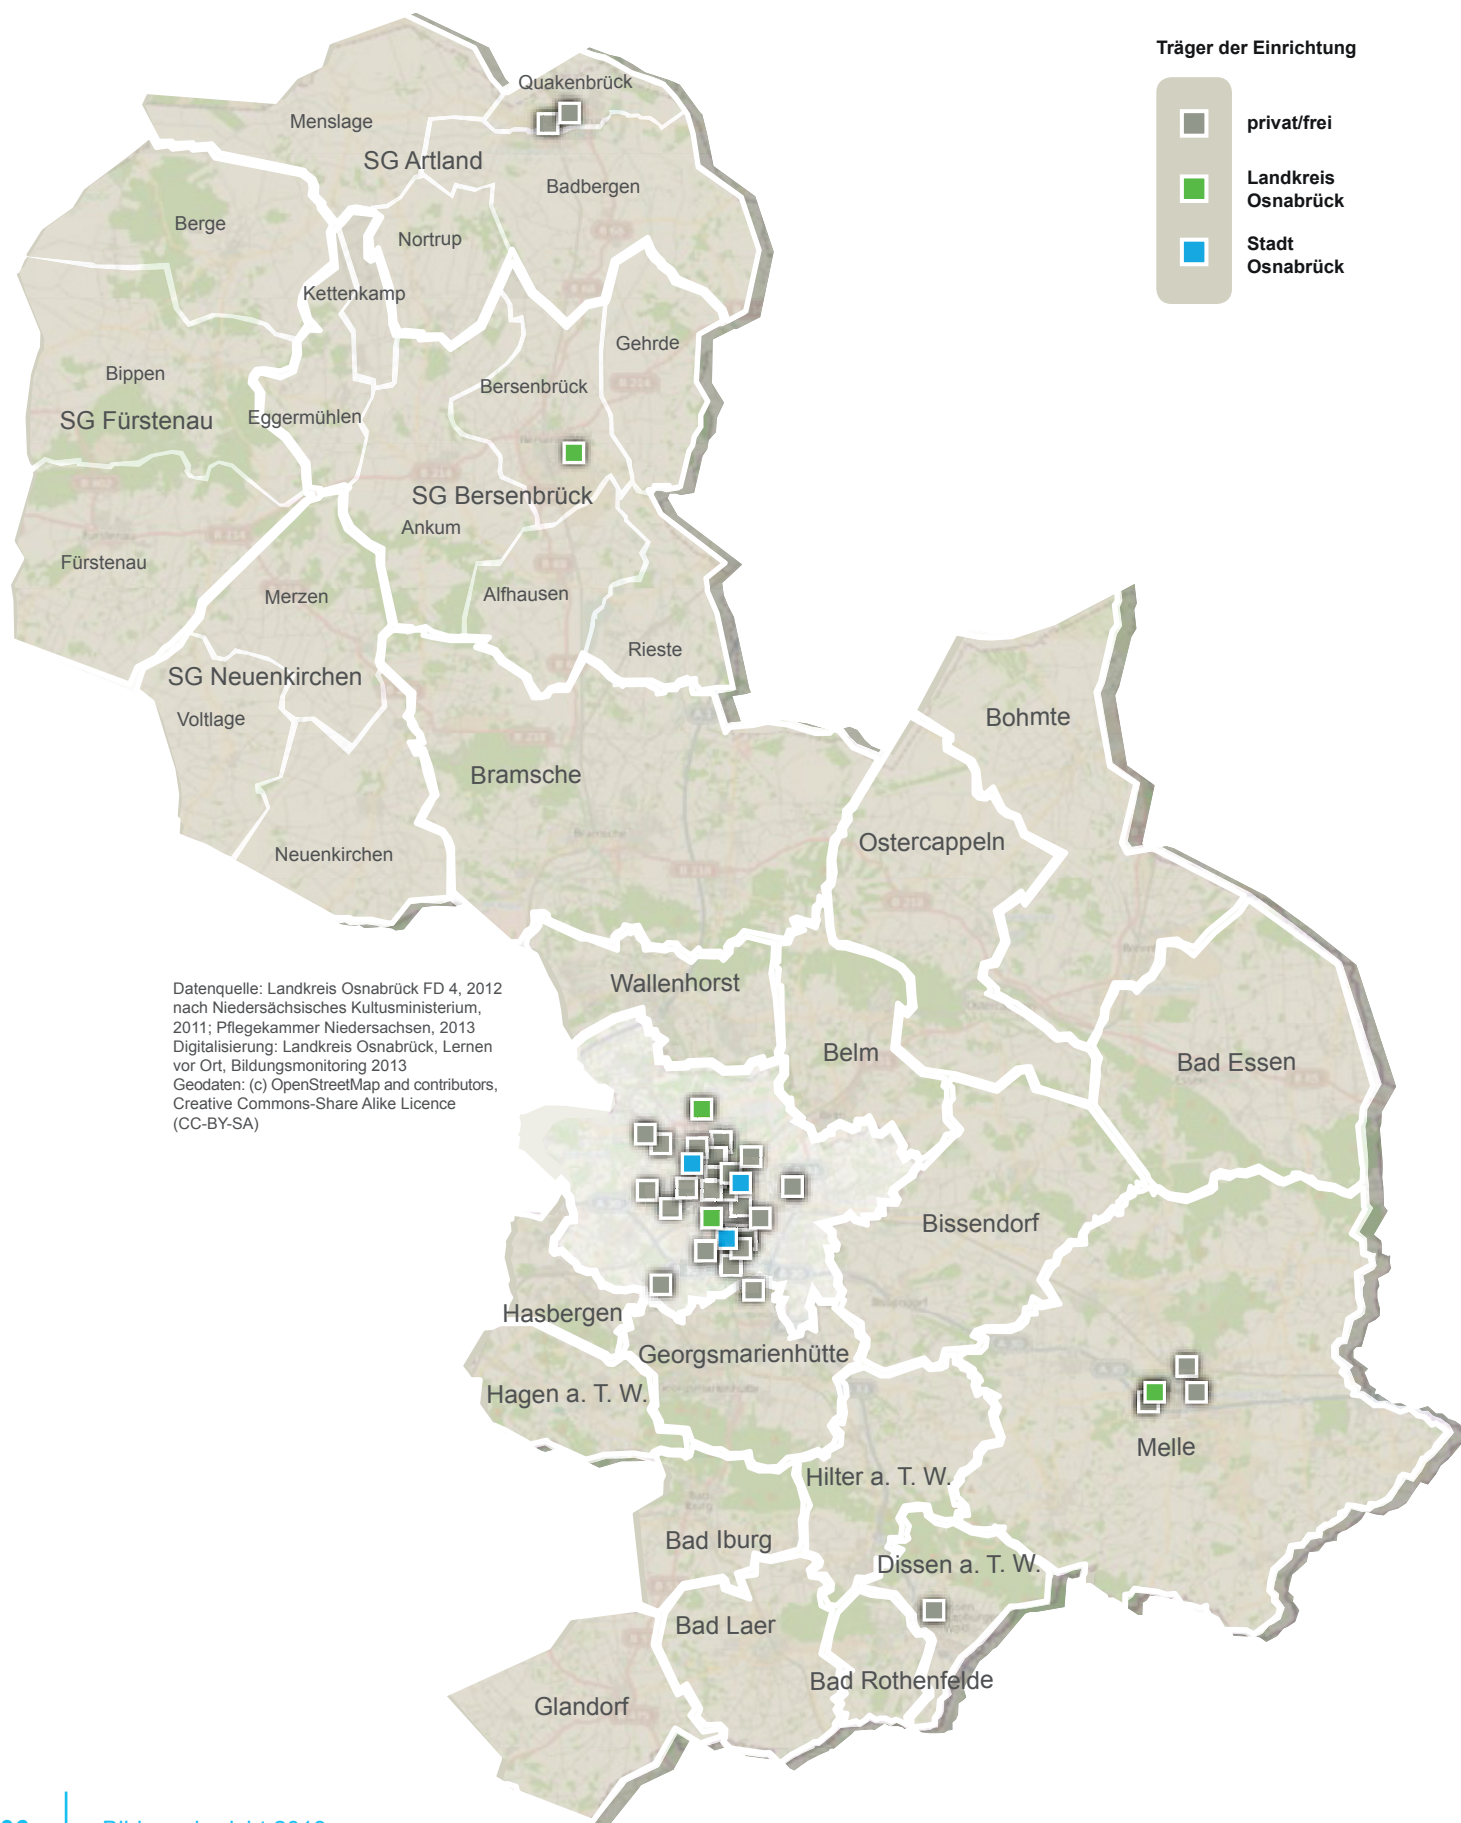 Träger der Einrichtung
privat/frei
Landkreis
Osnabrück
Stadt
Osnabrück
Quakenbrück
Menslage
SG Artland
Badbergen
Berge
Nortrup
Kettenkamp
Gehrde
Bippen
Bersenbrück
SG Fürstenau
Eggermühlen
SG Bersenbrück
Ankum
Fürstenau
Merzen
Alfhausen
Rieste
SG Neuenkirchen
Voltlage
Bohmte
Bramsche
Ostercappeln
Neuenkirchen
Wallenhorst
Datenquelle: Landkreis Osnabrück FD 4, 2012
nach Niedersächsisches Kultusministerium,
2011; Pflegekammer Niedersachsen, 2013
Digitalisierung: Landkreis Osnabrück, Lernen
vor Ort, Bildungsmonitoring 2013
Geodaten: (c) OpenStreetMap and contributors,
Creative Commons-Share Alike Licence
(CC-BY-SA)
Belm
Bad Essen
Bissendorf
Hasbergen
Georgsmarienhütte
Hagen a. T. W.
Melle
Hilter a. T. W.
Bad Iburg
Dissen a. T. W.
Bad Laer
Bad Rothenfelde
Glandorf